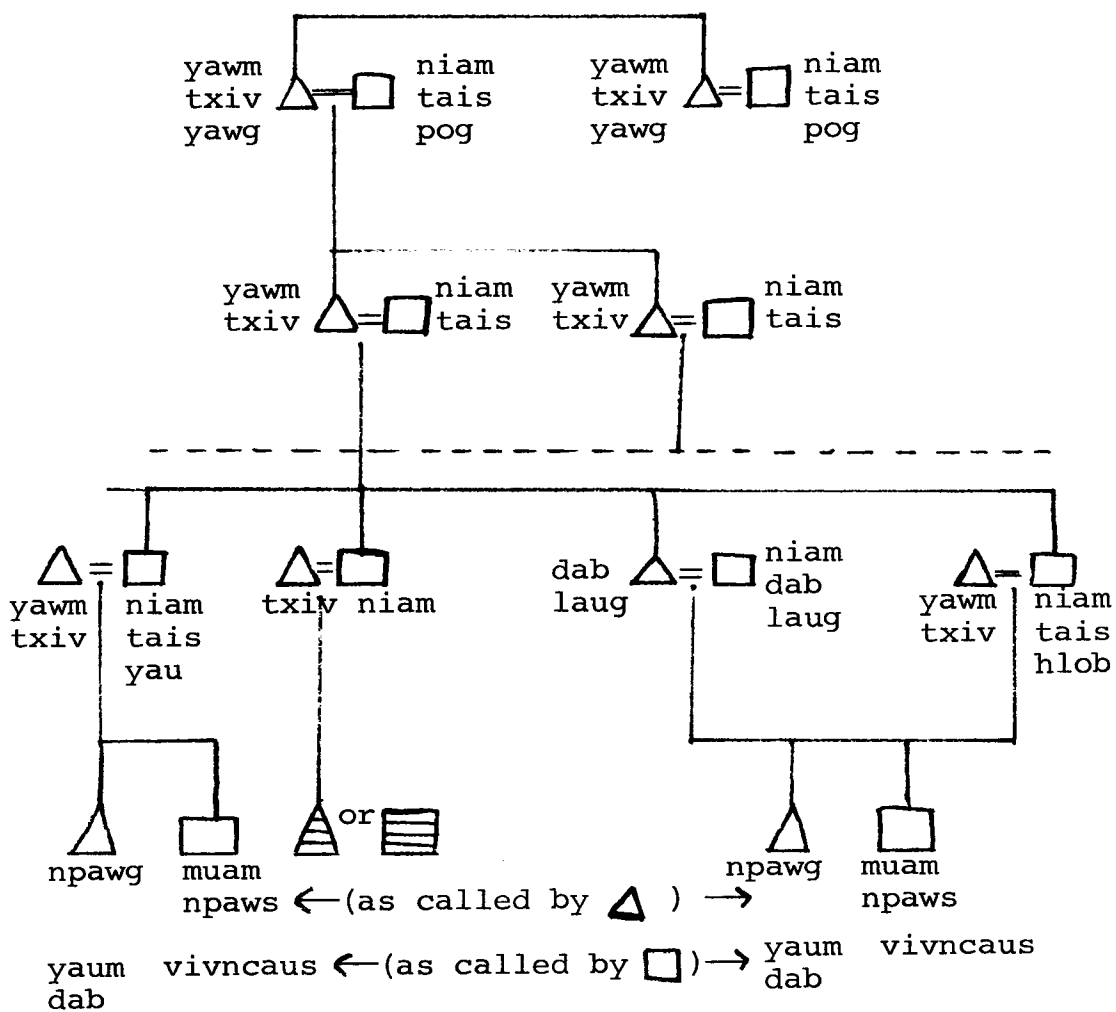 yawm niam yawm niam
txiv tais txiv tais
yawg pog yawg pog
yawm niam yawm niam
txiv tais txiv tais
dab niam
laug dab
laug
yawm niam txiv niam yawm niam
txiv tais txiv tais
yau hlob
or
npawg muam npawg muam
npaws (as called by ) npaws
yaum vivncaus (as called by ) yaum vivncaus
dab dab